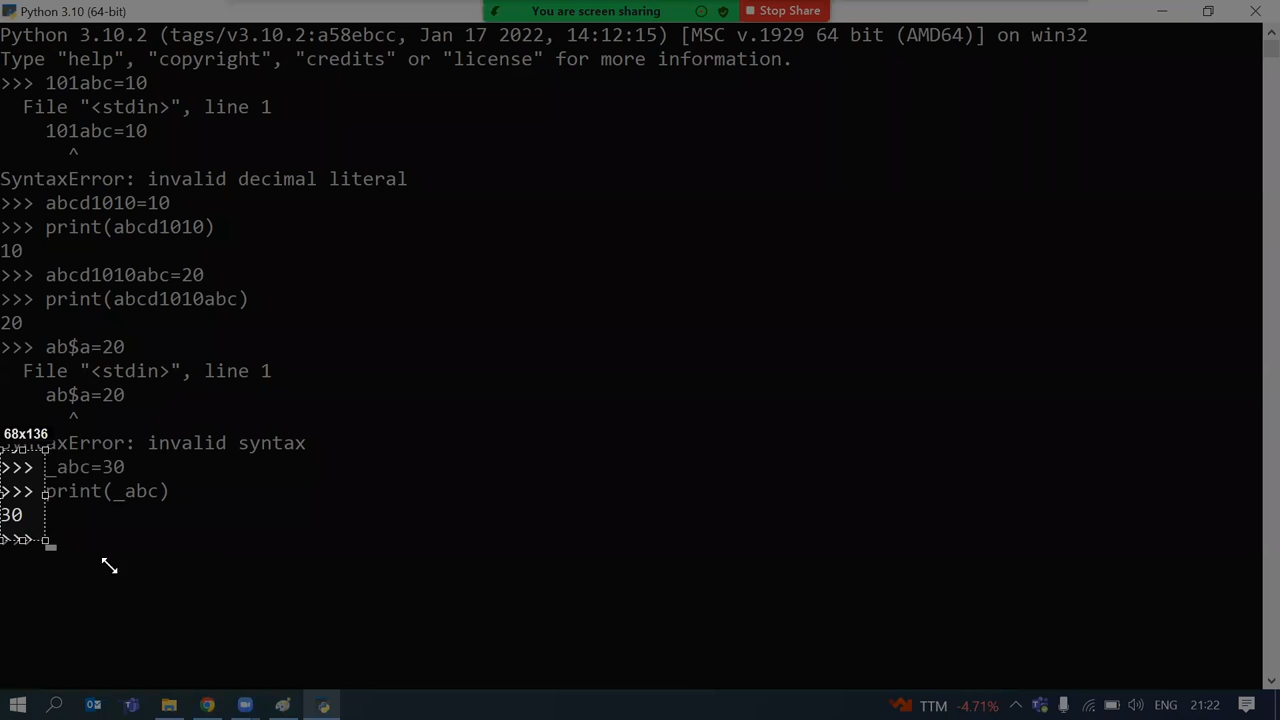 Python 3.10 (64-bit)
You are screen sharing
Stop Share
Python 3.10.2 (tags/v3.10.2:a58ebcc, Jan 17 2022, 14:12:15) [MSC v.1929 64 bit (AMD64)] on win32
Type "help", "copyright", "credits" or "license" for more information.
>>> 101abc=10
  File "<stdin>", line 1
    101abc=10
      ^
SyntaxError: invalid decimal literal
>>> abcd1010=10
>>> print(abcd1010)
10
>>> abcd1010abc=20
>>> print(abcd1010abc)
20
>>> ab$a=20
  File "<stdin>", line 1
    ab$a=20
      ^
68x136
SyntaxError: invalid syntax
>>> _abc=30
>>> print(_abc)
30
>>>
TTM -4.71%
ENG
21:22